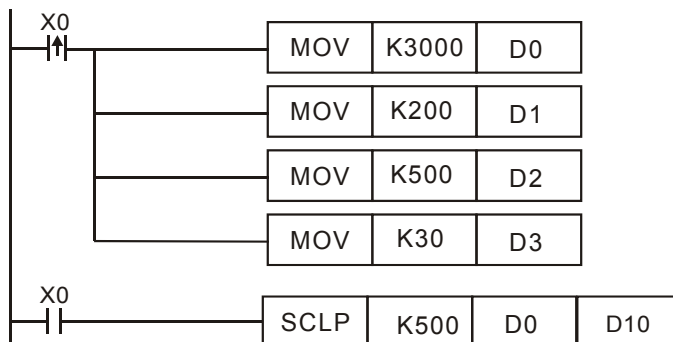 X0
MOV K3000 D0
MOV K200 D1
MOV K500 D2
MOV K30 D3
X0
SCLP K500 D0 D10